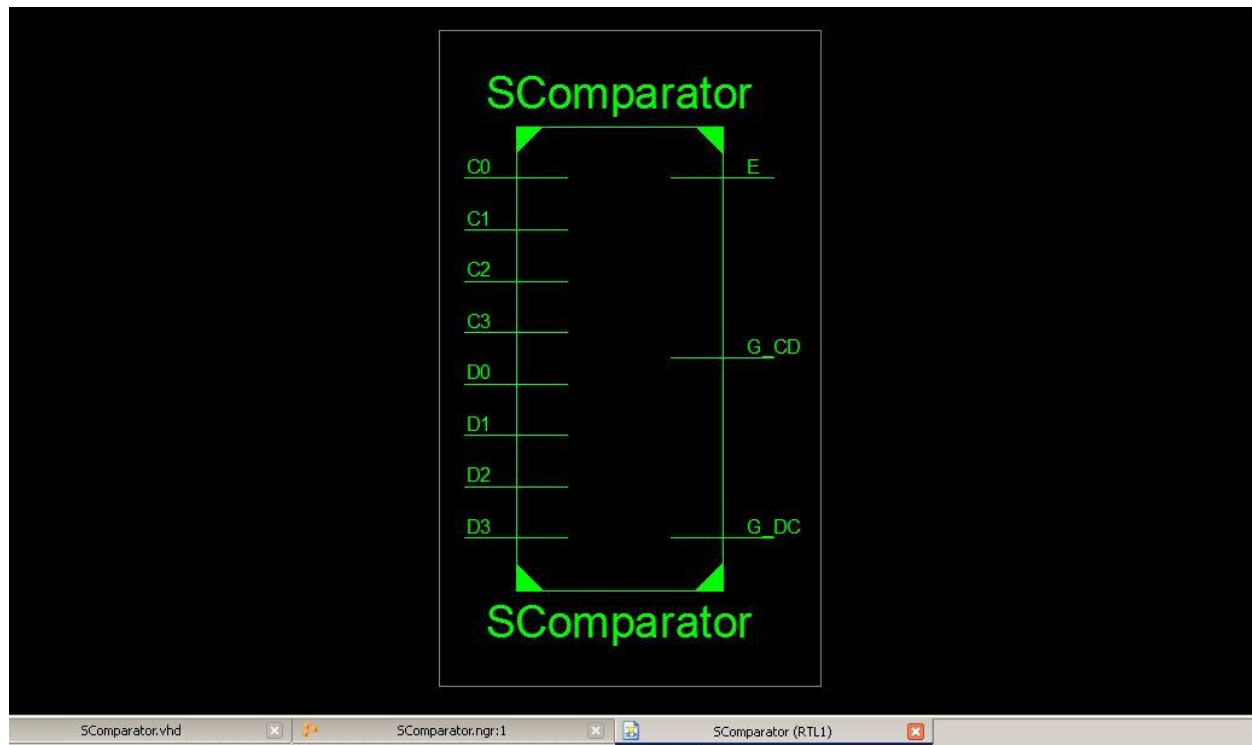 SComparator
C0
E
C1
C2
C3
G_CD
D0
D1
D2
D3
G_DC
SComparator
SComparator.vhd
SComparator.ngr:1
SComparator (RTL1)